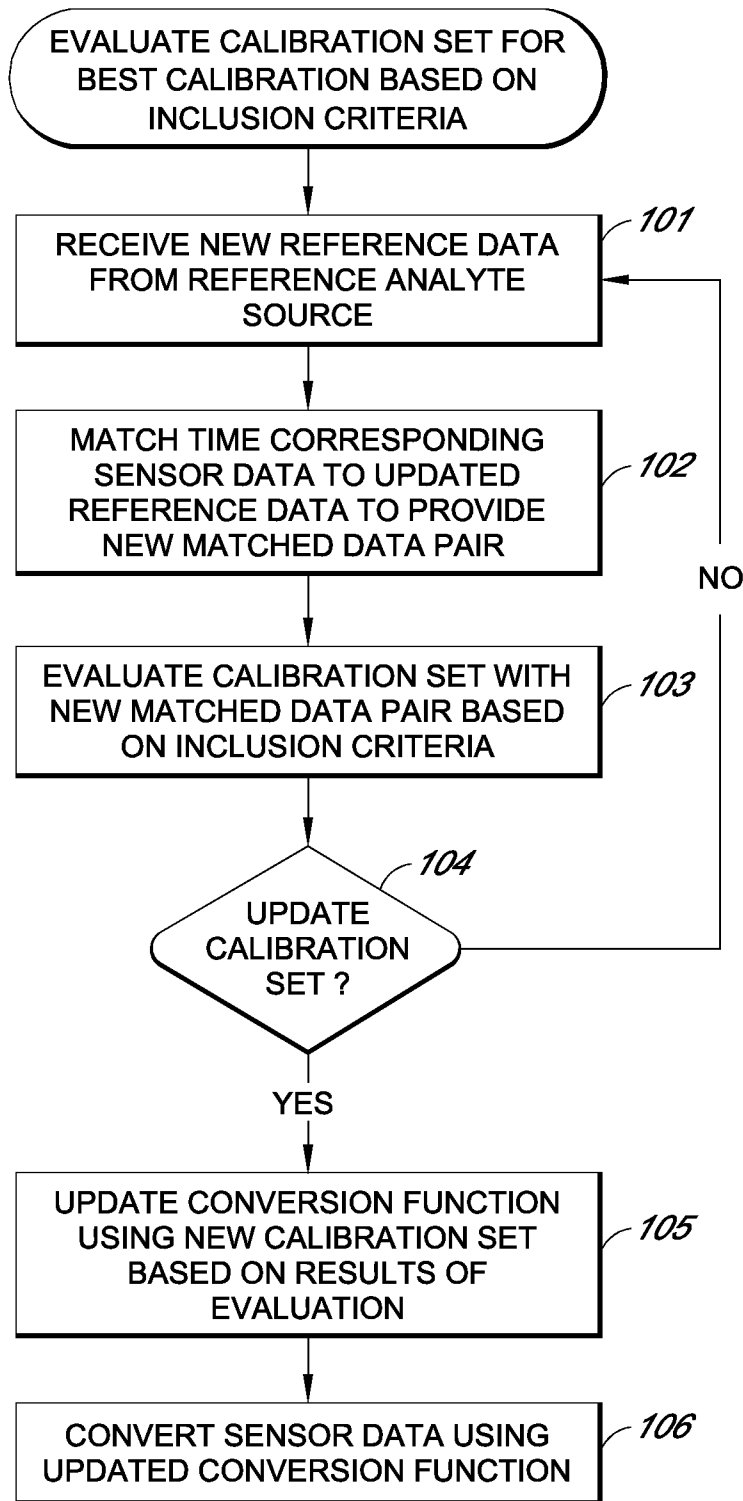 EVALUATE CALIBRATION SET FOR
BEST CALIBRATION BASED ON
INCLUSION CRITERIA
101
RECEIVE NEW REFERENCE DATA
FROM REFERENCE ANALYTE
SOURCE
MATCH TIME CORRESPONDING
SENSOR DATA TO UPDATED
REFERENCE DATA TO PROVIDE
NEW MATCHED DATA PAIR
102
NO
EVALUATE CALIBRATION SET WITH
NEW MATCHED DATA PAIR BASED
ON INCLUSION CRITERIA
103
104
UPDATE
CALIBRATION
SET ?
YES
UPDATE CONVERSION FUNCTION
USING NEW CALIBRATION SET
BASED ON RESULTS OF
EVALUATION
105
CONVERT SENSOR DATA USING
UPDATED CONVERSION FUNCTION
106